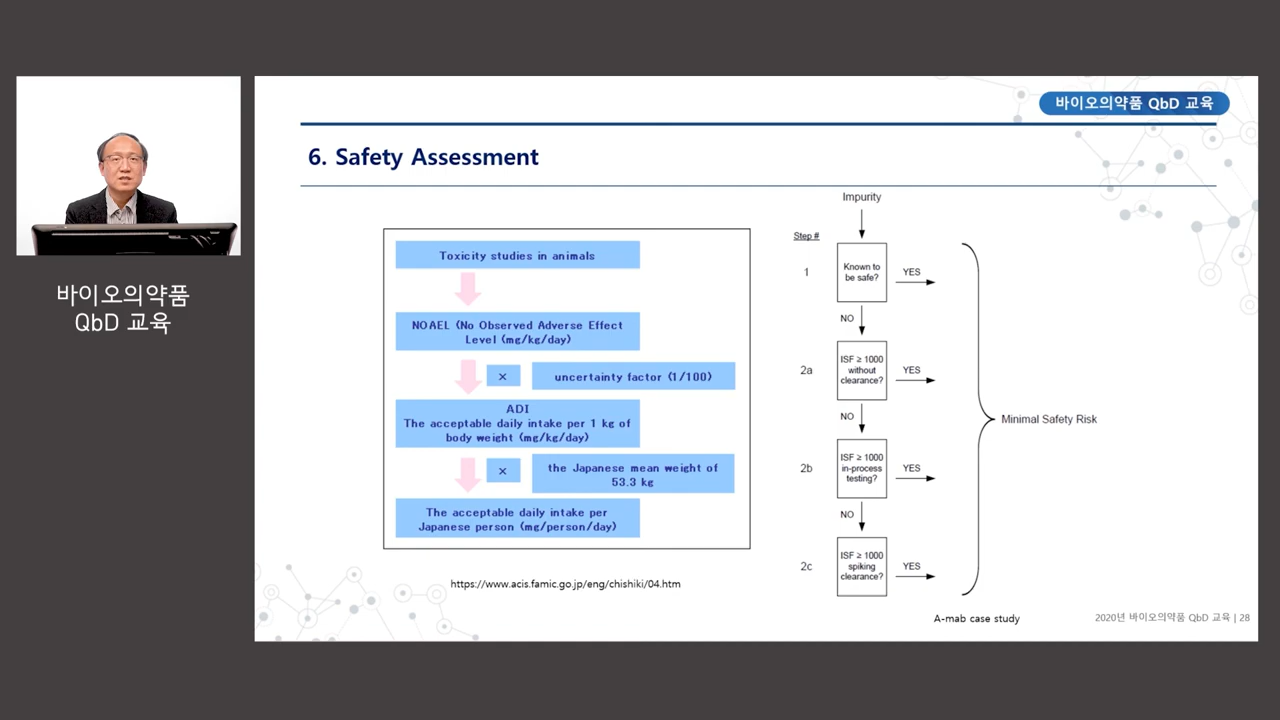 바이오의약품
QbD 교육
바이오의약품 QbD 교육
6. Safety Assessment
Toxicity studies in animals
NOAEL (No Observed Adverse Effect
Level (mg/kg/day)
×
uncertainty factor (1/100)
ADI
The acceptable daily intake per 1 kg of
body weight (mg/kg/day)
×
the Japanese mean weight of
53.3 kg
The acceptable daily intake per
Japanese person (mg/person/day)
https://www.acis.famic.go.jp/eng/chishiki/04.htm
Impurity
Step #
1
Known to
be safe?
YES
NO
2a
ISF ≥ 1000
without
clearance?
YES
NO
2b
ISF ≥ 1000
in-process
testing?
YES
NO
2c
ISF ≥ 1000
spiking
clearance?
YES
Minimal Safety Risk
A-mab case study
2020년 바이오의약품 QbD 교육 | 28